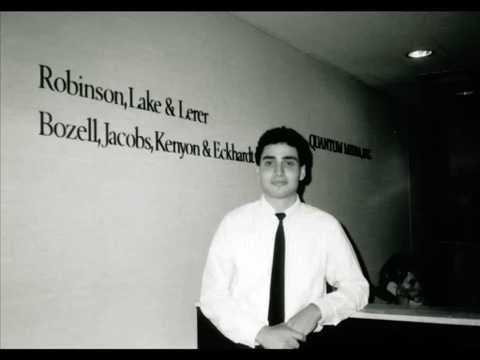 Robinson, Lake & Lerer
Bozell, Jacobs, Kenyon & Eckhardt
QUANTUM MEDIA, INC.